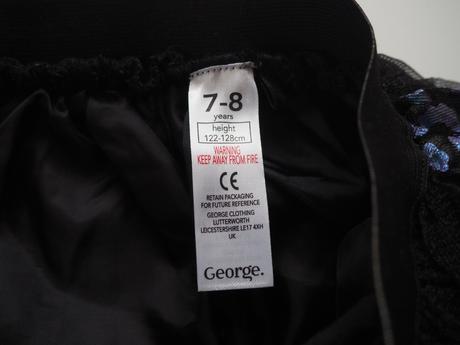 7-8
years
height
122-128cm
WARNING
KEEP AWAY FROM FIRE
CE
RETAIN PACKAGING
FOR FUTURE REFERENCE
GEORGE CLOTHING
LUTTERWORTH
LEICESTERSHIRE LE17 4XH
UK
George.